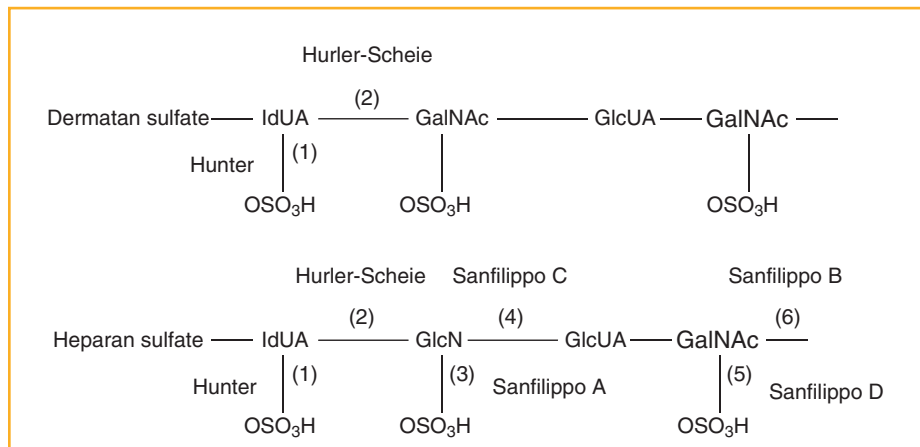 Hurler-Scheie
(2)
Dermatan sulfate IdUA GalNAc GlcUA GalNAc
(1)
Hunter
OSO₃H OSO₃H OSO₃H
Hurler-Scheie Sanfilippo C Sanfilippo B
(2) (4) (6)
Heparan sulfate IdUA GlcN GlcUA GalNAc
(1) (3) (5)
Hunter Sanfilippo A Sanfilippo D
OSO₃H OSO₃H OSO₃H